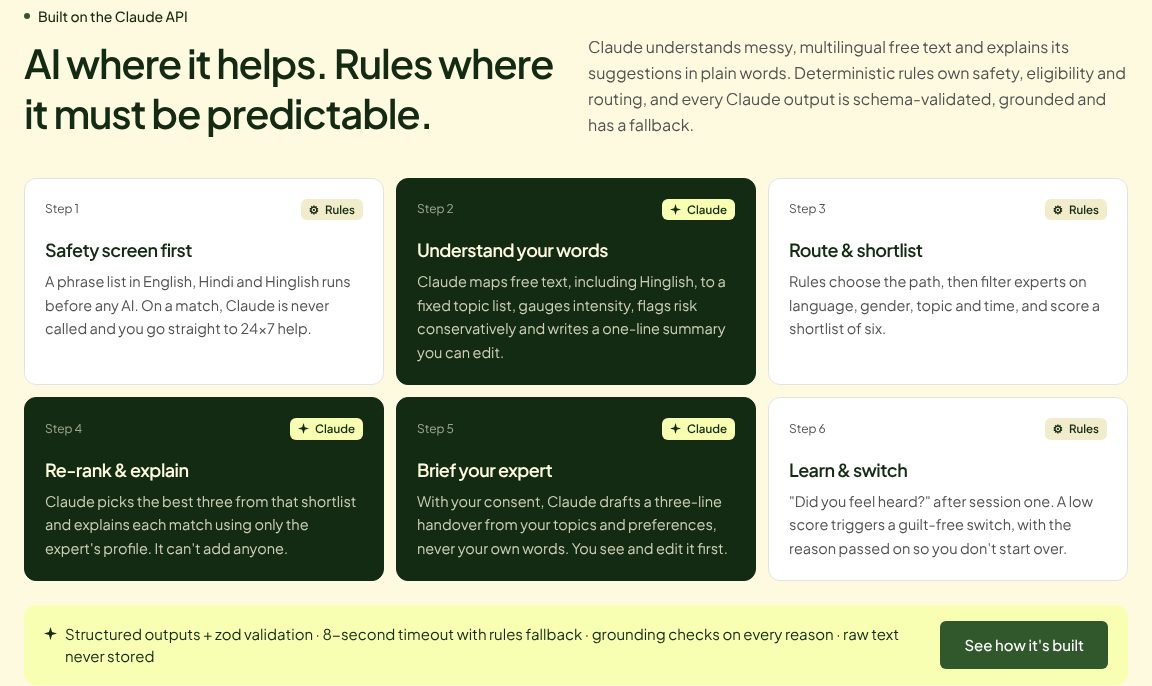 Built on the Claude API
AI where it helps. Rules where
it must be predictable.
Claude understands messy, multilingual free text and explains its
suggestions in plain words. Deterministic rules own safety, eligibility and
routing, and every Claude output is schema-validated, grounded and
has a fallback.
Step 1
Rules
Safety screen first
A phrase list in English, Hindi and Hinglish runs
before any AI. On a match, Claude is never
called and you go straight to 24×7 help.
Step 2
Claude
Understand your words
Claude maps free text, including Hinglish, to a
fixed topic list, gauges intensity, flags risk
conservatively and writes a one-line summary
you can edit.
Step 3
Rules
Route & shortlist
Rules choose the path, then filter experts on
language, gender, topic and time, and score a
shortlist of six.
Step 4
Claude
Re-rank & explain
Claude picks the best three from that shortlist
and explains each match using only the
expert's profile. It can't add anyone.
Step 5
Claude
Brief your expert
With your consent, Claude drafts a three-line
handover from your topics and preferences,
never your own words. You see and edit it first.
Step 6
Rules
Learn & switch
"Did you feel heard?" after session one. A low
score triggers a guilt-free switch, with the
reason passed on so you don't start over.
Structured outputs + zod validation · 8-second timeout with rules fallback · grounding checks on every reason · raw text
never stored
See how it's built